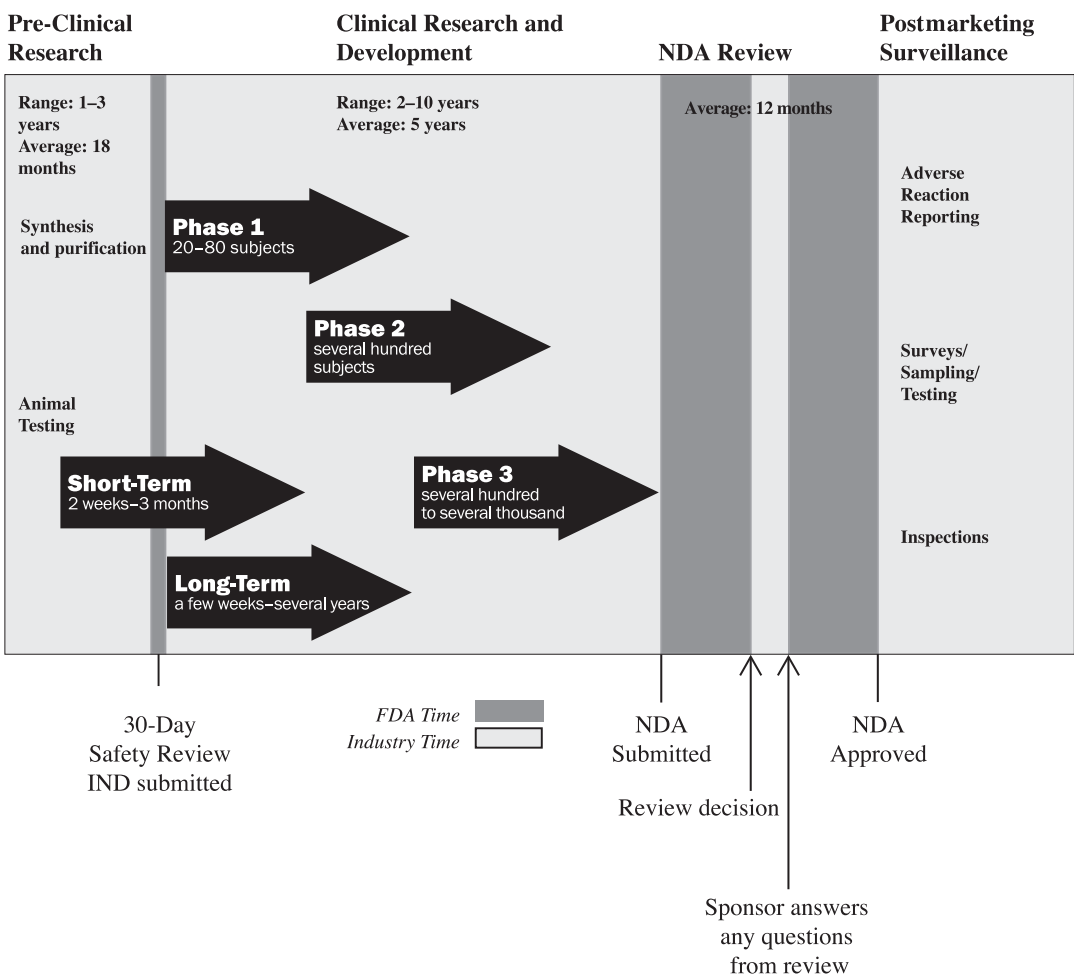 Pre-Clinical
Research
Clinical Research and
Development
NDA Review
Postmarketing
Surveillance
Range: 1–3
years
Average: 18
months
Range: 2–10 years
Average: 5 years
Average: 12 months
Synthesis
and purification
Phase 1
20–80 subjects
Adverse
Reaction
Reporting
Phase 2
several hundred
subjects
Surveys/
Sampling/
Testing
Animal
Testing
Short-Term
2 weeks–3 months
Phase 3
several hundred
to several thousand
Inspections
Long-Term
a few weeks–several years
30-Day
Safety Review
IND submitted
FDA Time
Industry Time
NDA
Submitted
NDA
Approved
Review decision
Sponsor answers
any questions
from review